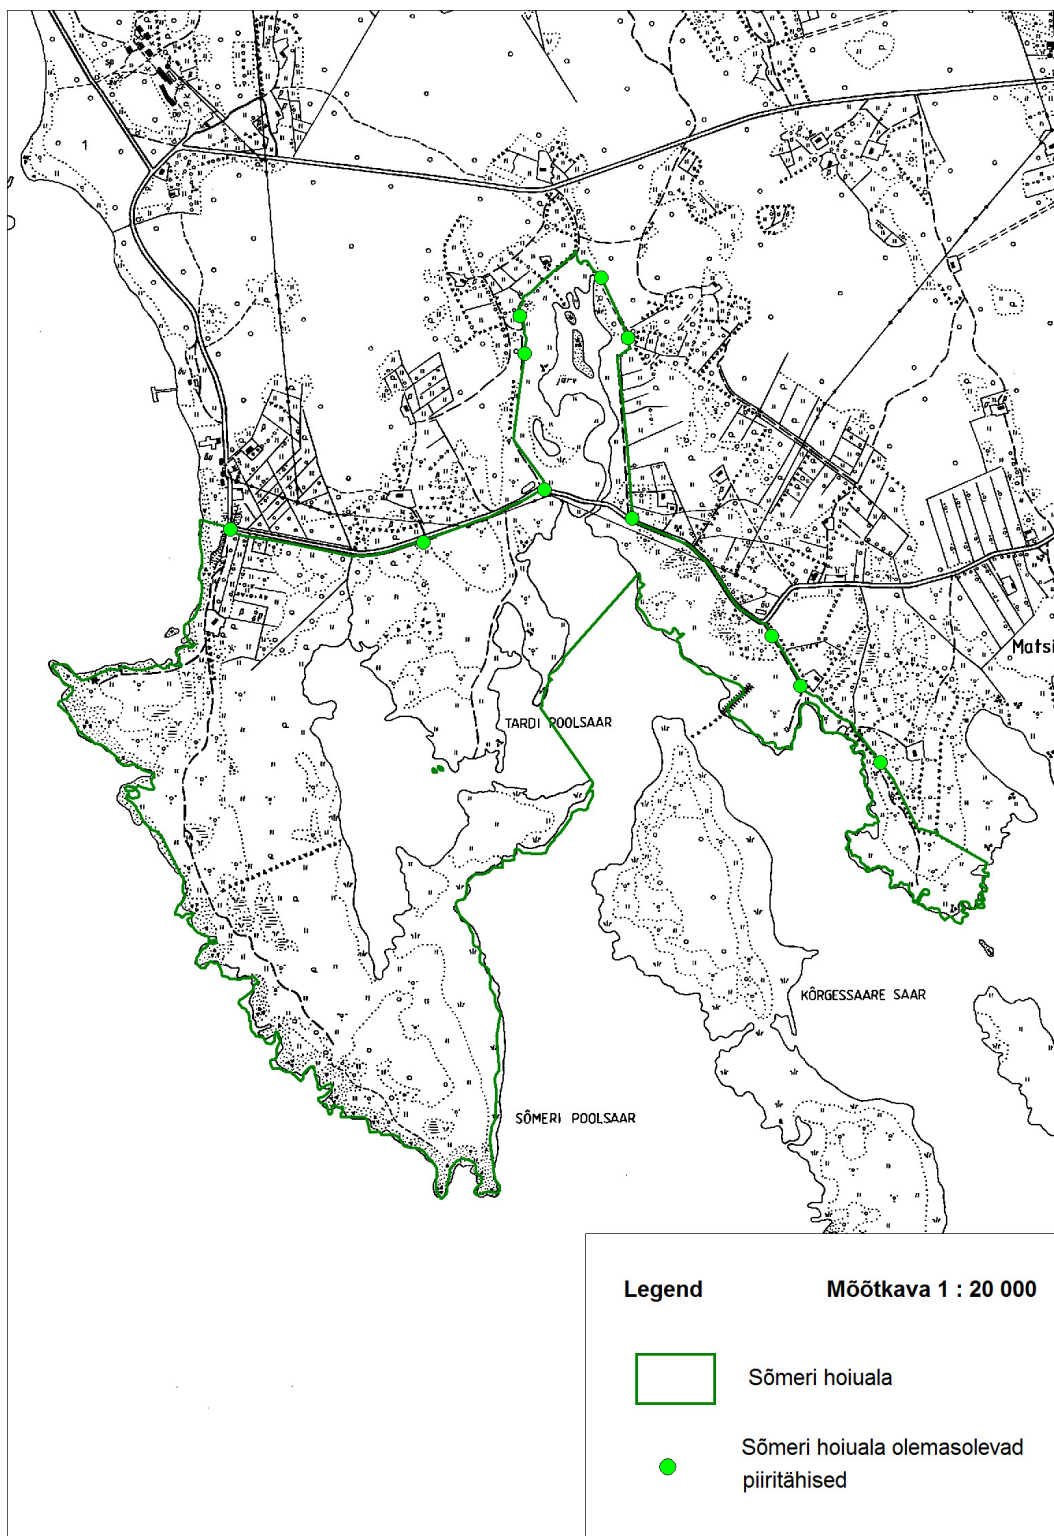 1
järv
Matsi
TARDI POOLSAAR
KÕRGESSAARE SAAR
SÕMERI POOLSAAR
Legend
Mõõtkava 1 : 20 000
Sõmeri hoiuala
Sõmeri hoiuala olemasolevad
piiritähised